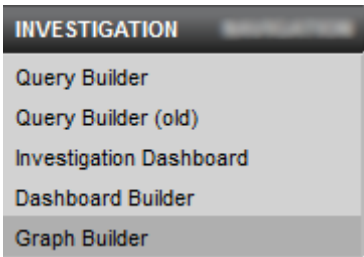 INVESTIGATION
Query Builder
Query Builder (old)
Investigation Dashboard
Dashboard Builder
Graph Builder